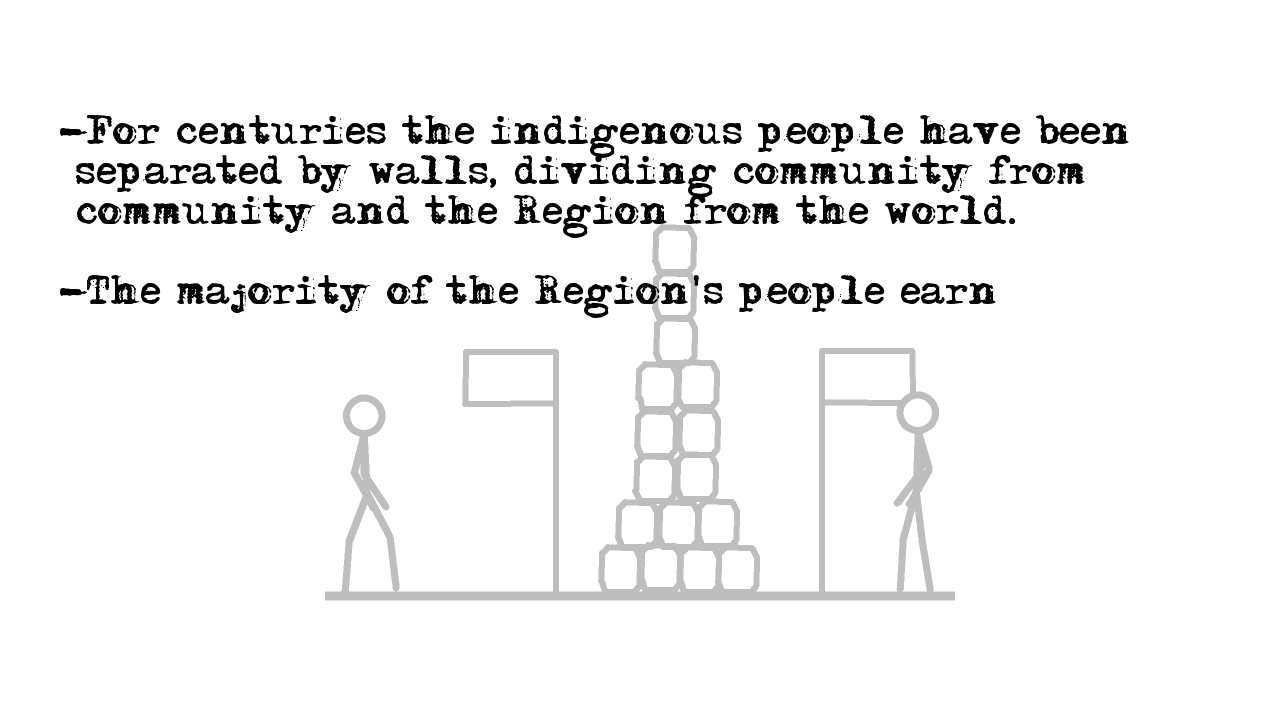 -For centuries the indigenous people have been
separated by walls, dividing community from
community and the Region from the world.
-The majority of the Region's people earn